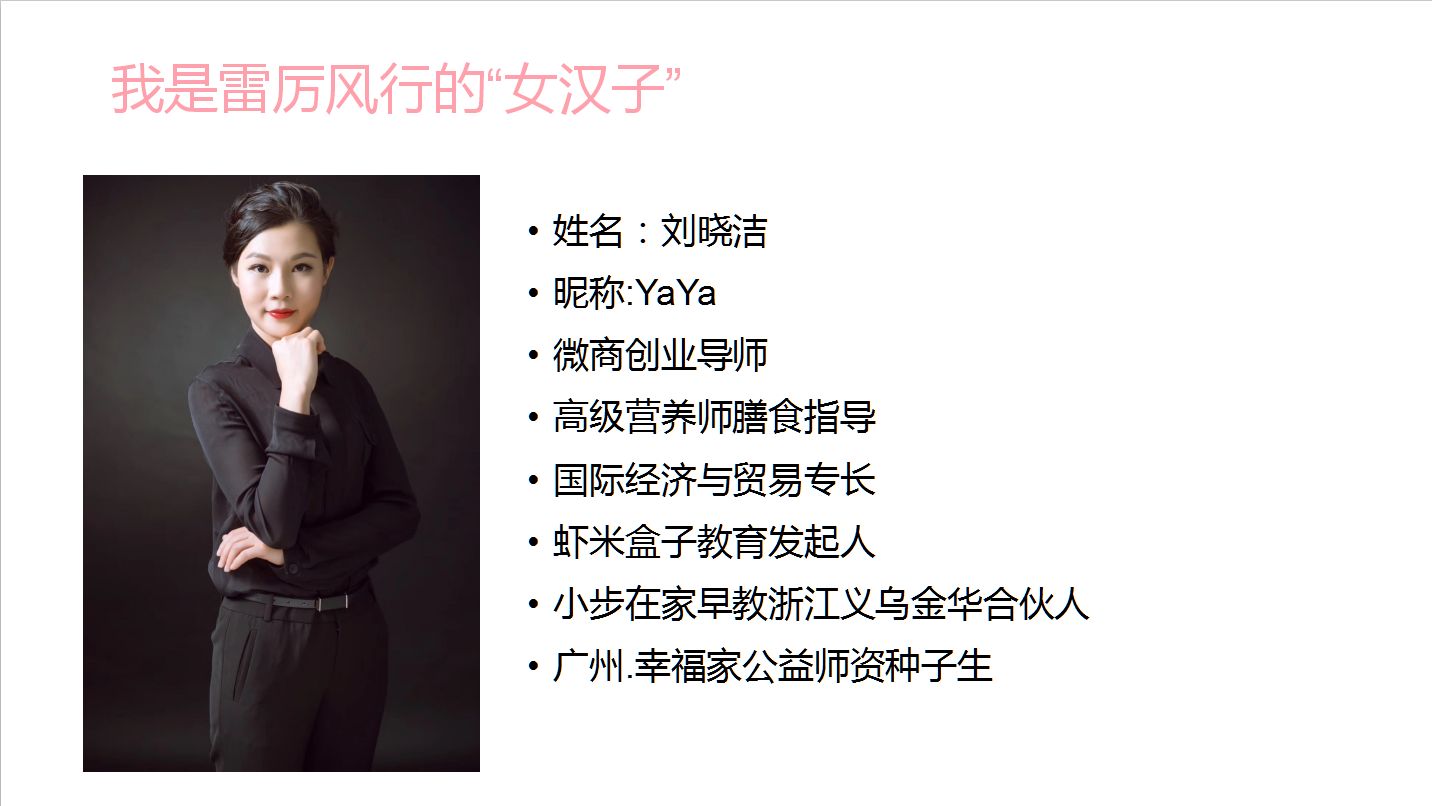 我是雷厉风行的“女汉子”
• 姓名：刘晓洁
• 昵称:YaYa
• 微商创业导师
• 高级营养师膳食指导
• 国际经济与贸易专长
• 虾米盒子教育发起人
• 小步在家早教浙江义乌金华合伙人
• 广州.幸福家公益师资种子生